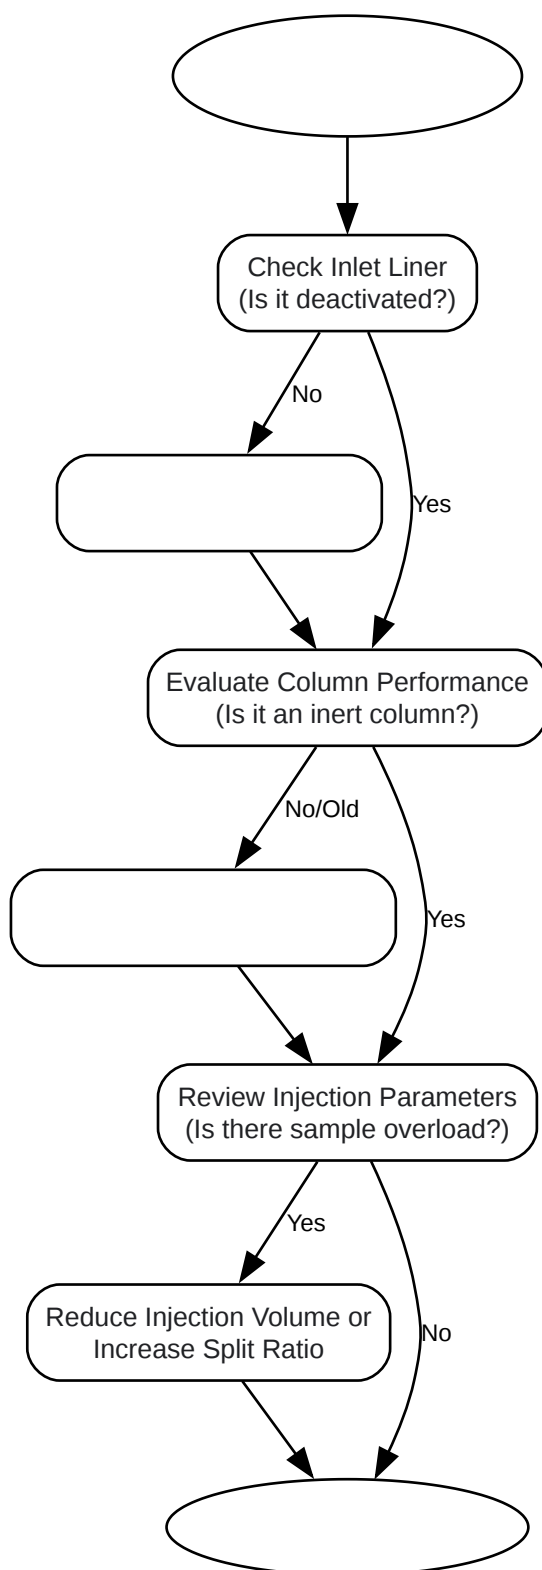 Check Inlet Liner
(Is it deactivated?)
No
Yes
Evaluate Column Performance
(Is it an inert column?)
No/Old
Yes
Review Injection Parameters
(Is there sample overload?)
Yes
Reduce Injection Volume or
Increase Split Ratio
No